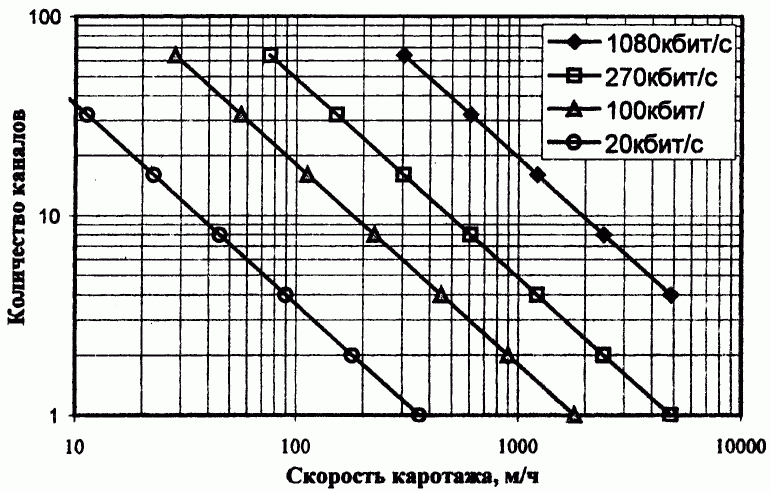 100
1080кбит/с
270кбит/с
100кбит/
20кбит/с
Количество каналов
10
1
10
100
1000
10000
Скорость каротажа, м/ч